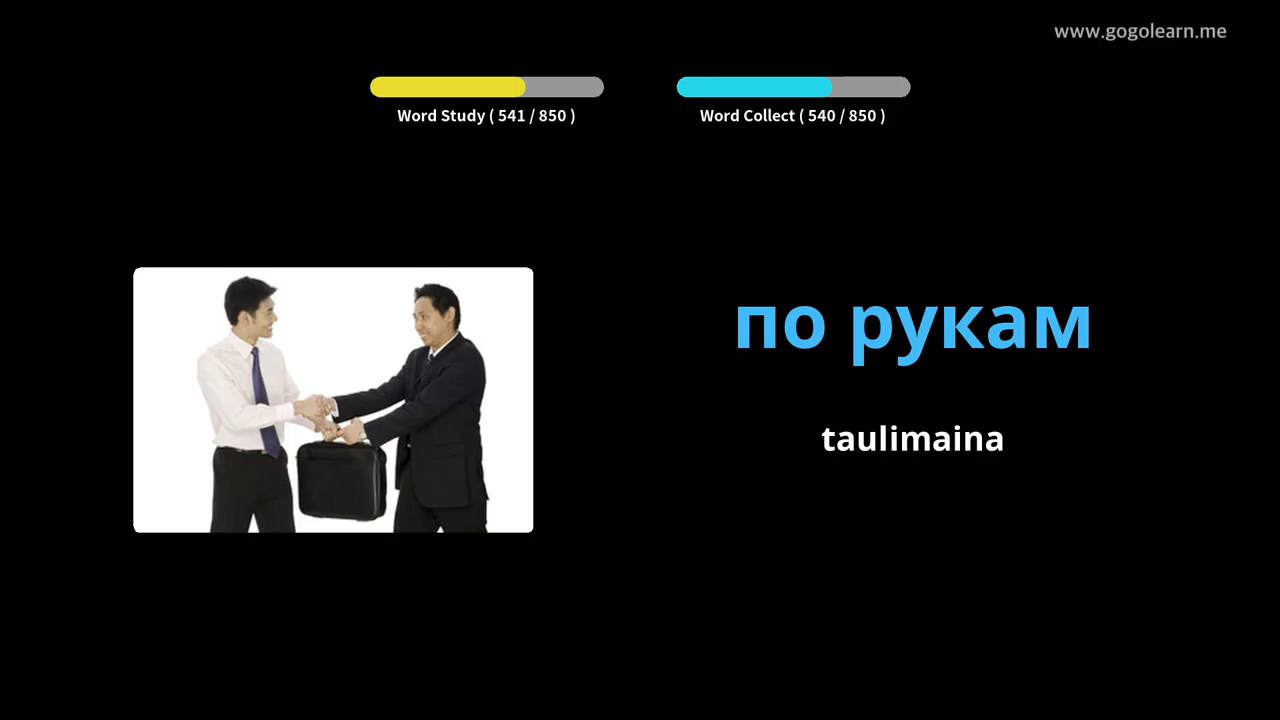 www.gogolearn.me
Word Study ( 541 / 850 )
Word Collect ( 540 / 850 )
по рукам
taulimaina